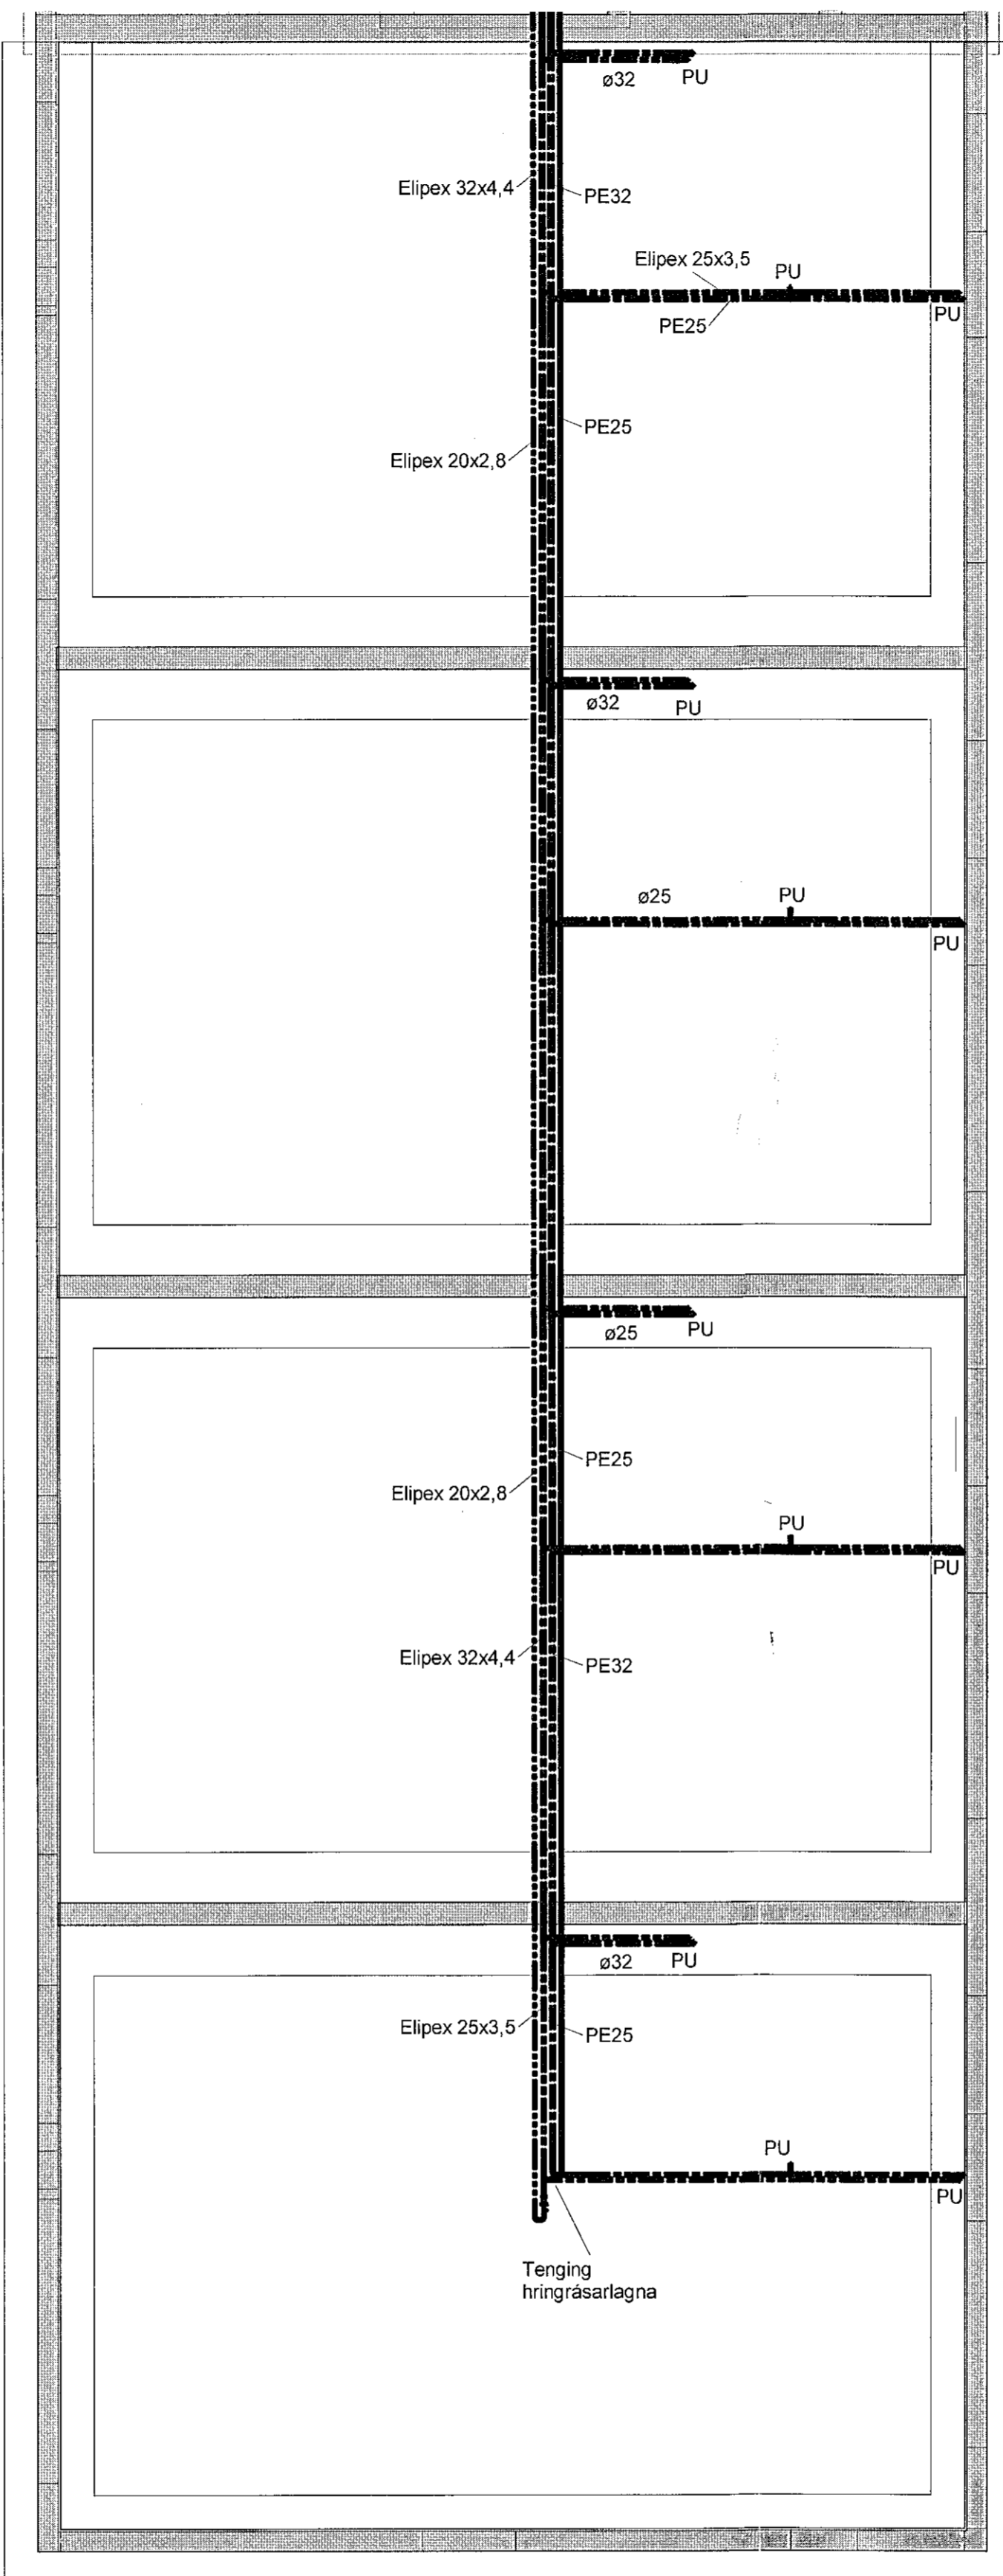 ø32
PU
Elipex 32x4,4
PE32
Elipex 25x3,5
PU
PU
PE25
PE25
Elipex 20x2,8
ø32
PU
ø25
PU
PU
ø25
PU
PE25
Elipex 20x2,8
PU
PU
Elipex 32x4,4
PE32
ø32
PU
Elipex 25x3,5
PE25
PU
PU
Tenging
hringrásarlagna